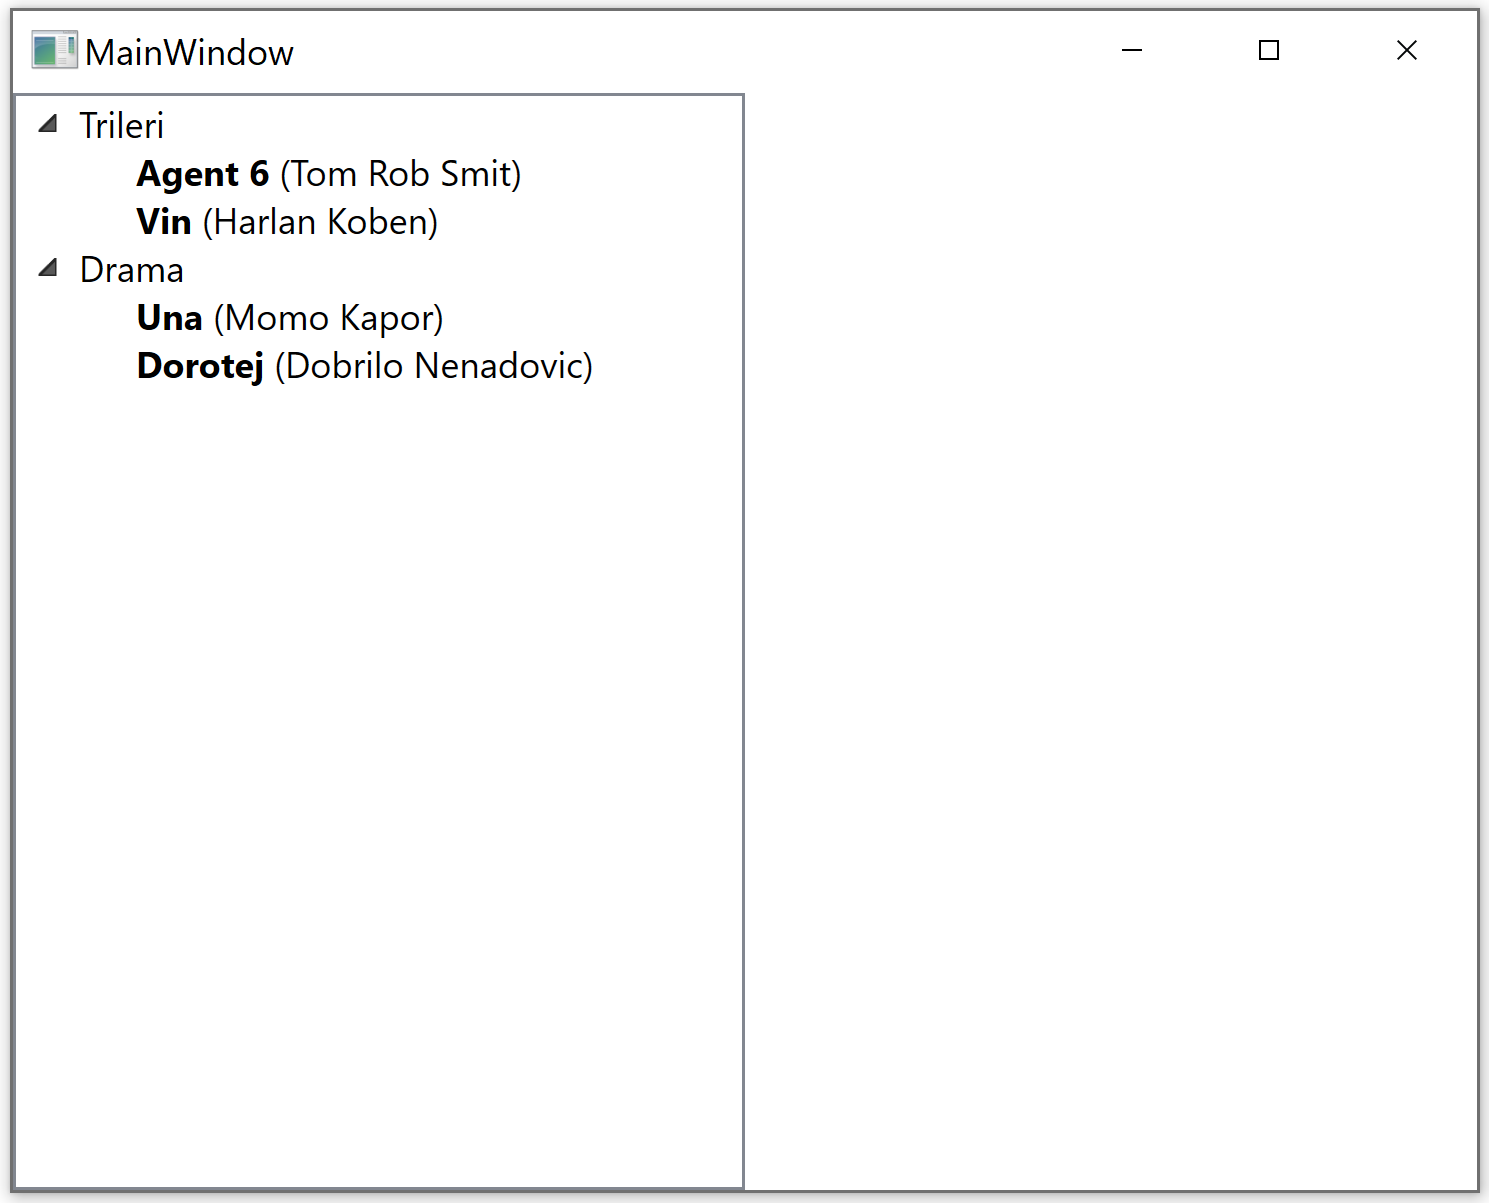 MainWindow
Trileri
Agent 6 (Tom Rob Smit)
Vin (Harlan Koben)
Drama
Una (Momo Kapor)
Dorotej (Dobrilo Nenadovic)